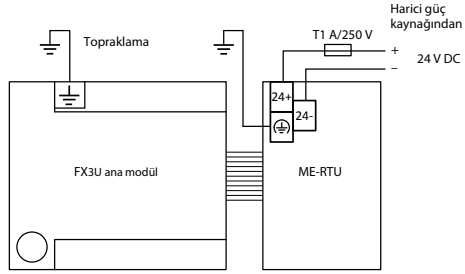 Harici güç
kaynağından
T1 A/250 V
Topraklama
+
24 V DC
–
24+
24-
FX3U ana modül
ME-RTU